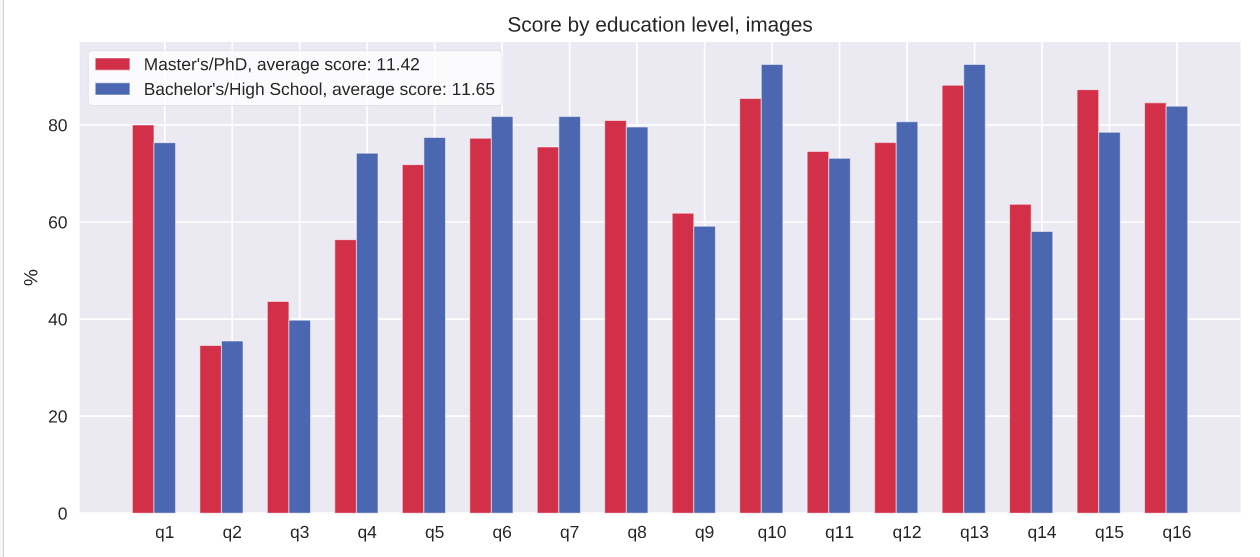 Score by education level, images
Master's/PhD, average score: 11.42
Bachelor's/High School, average score: 11.65
%
80
60
40
20
0
q1 q2 q3 q4 q5 q6 q7 q8 q9 q10 q11 q12 q13 q14 q15 q16